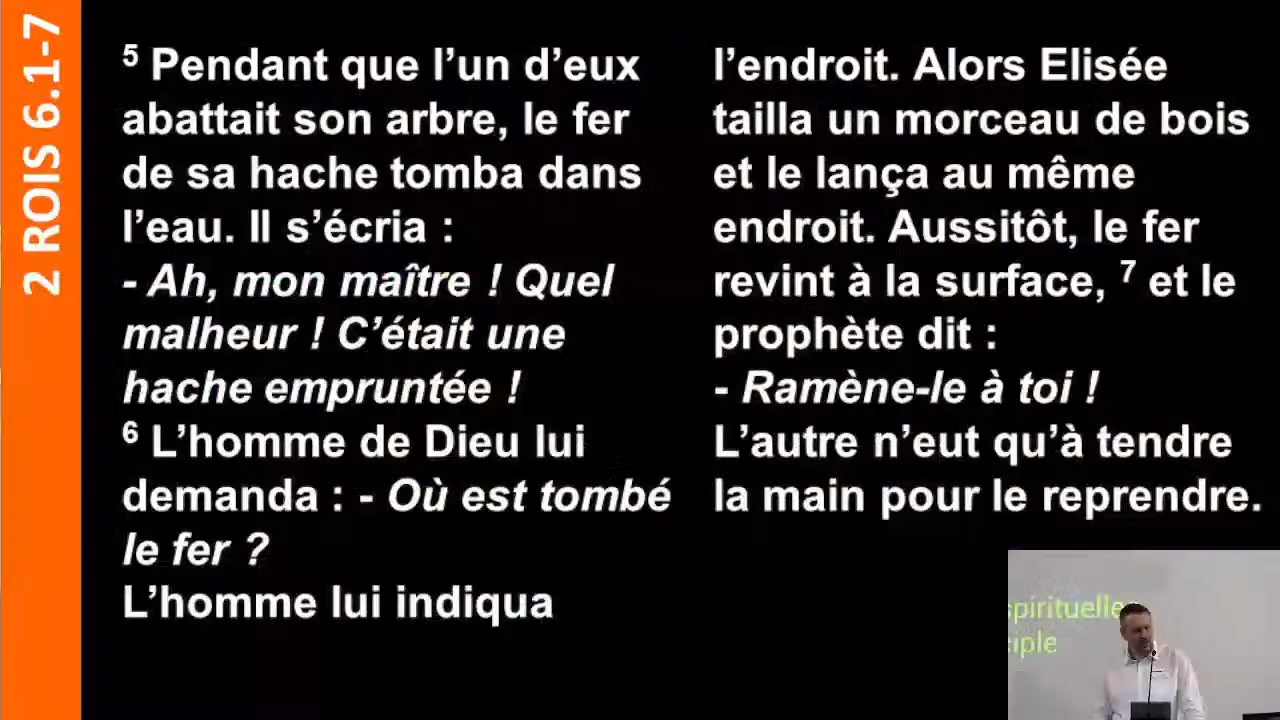 2 ROIS 6.1-7
⁵ Pendant que l’un d’eux
abattait son arbre, le fer
de sa hache tomba dans
l’eau. Il s’écria :
- Ah, mon maître ! Quel
malheur ! C’était une
hache empruntée !
⁶ L’homme de Dieu lui
demanda : - Où est tombé
le fer ?
L’homme lui indiqua
l’endroit. Alors Elisée
tailla un morceau de bois
et le lança au même
endroit. Aussitôt, le fer
revint à la surface, ⁷ et le
prophète dit :
- Ramène-le à toi !
L’autre n’eut qu’à tendre
la main pour le reprendre.
spirituelle
ciple